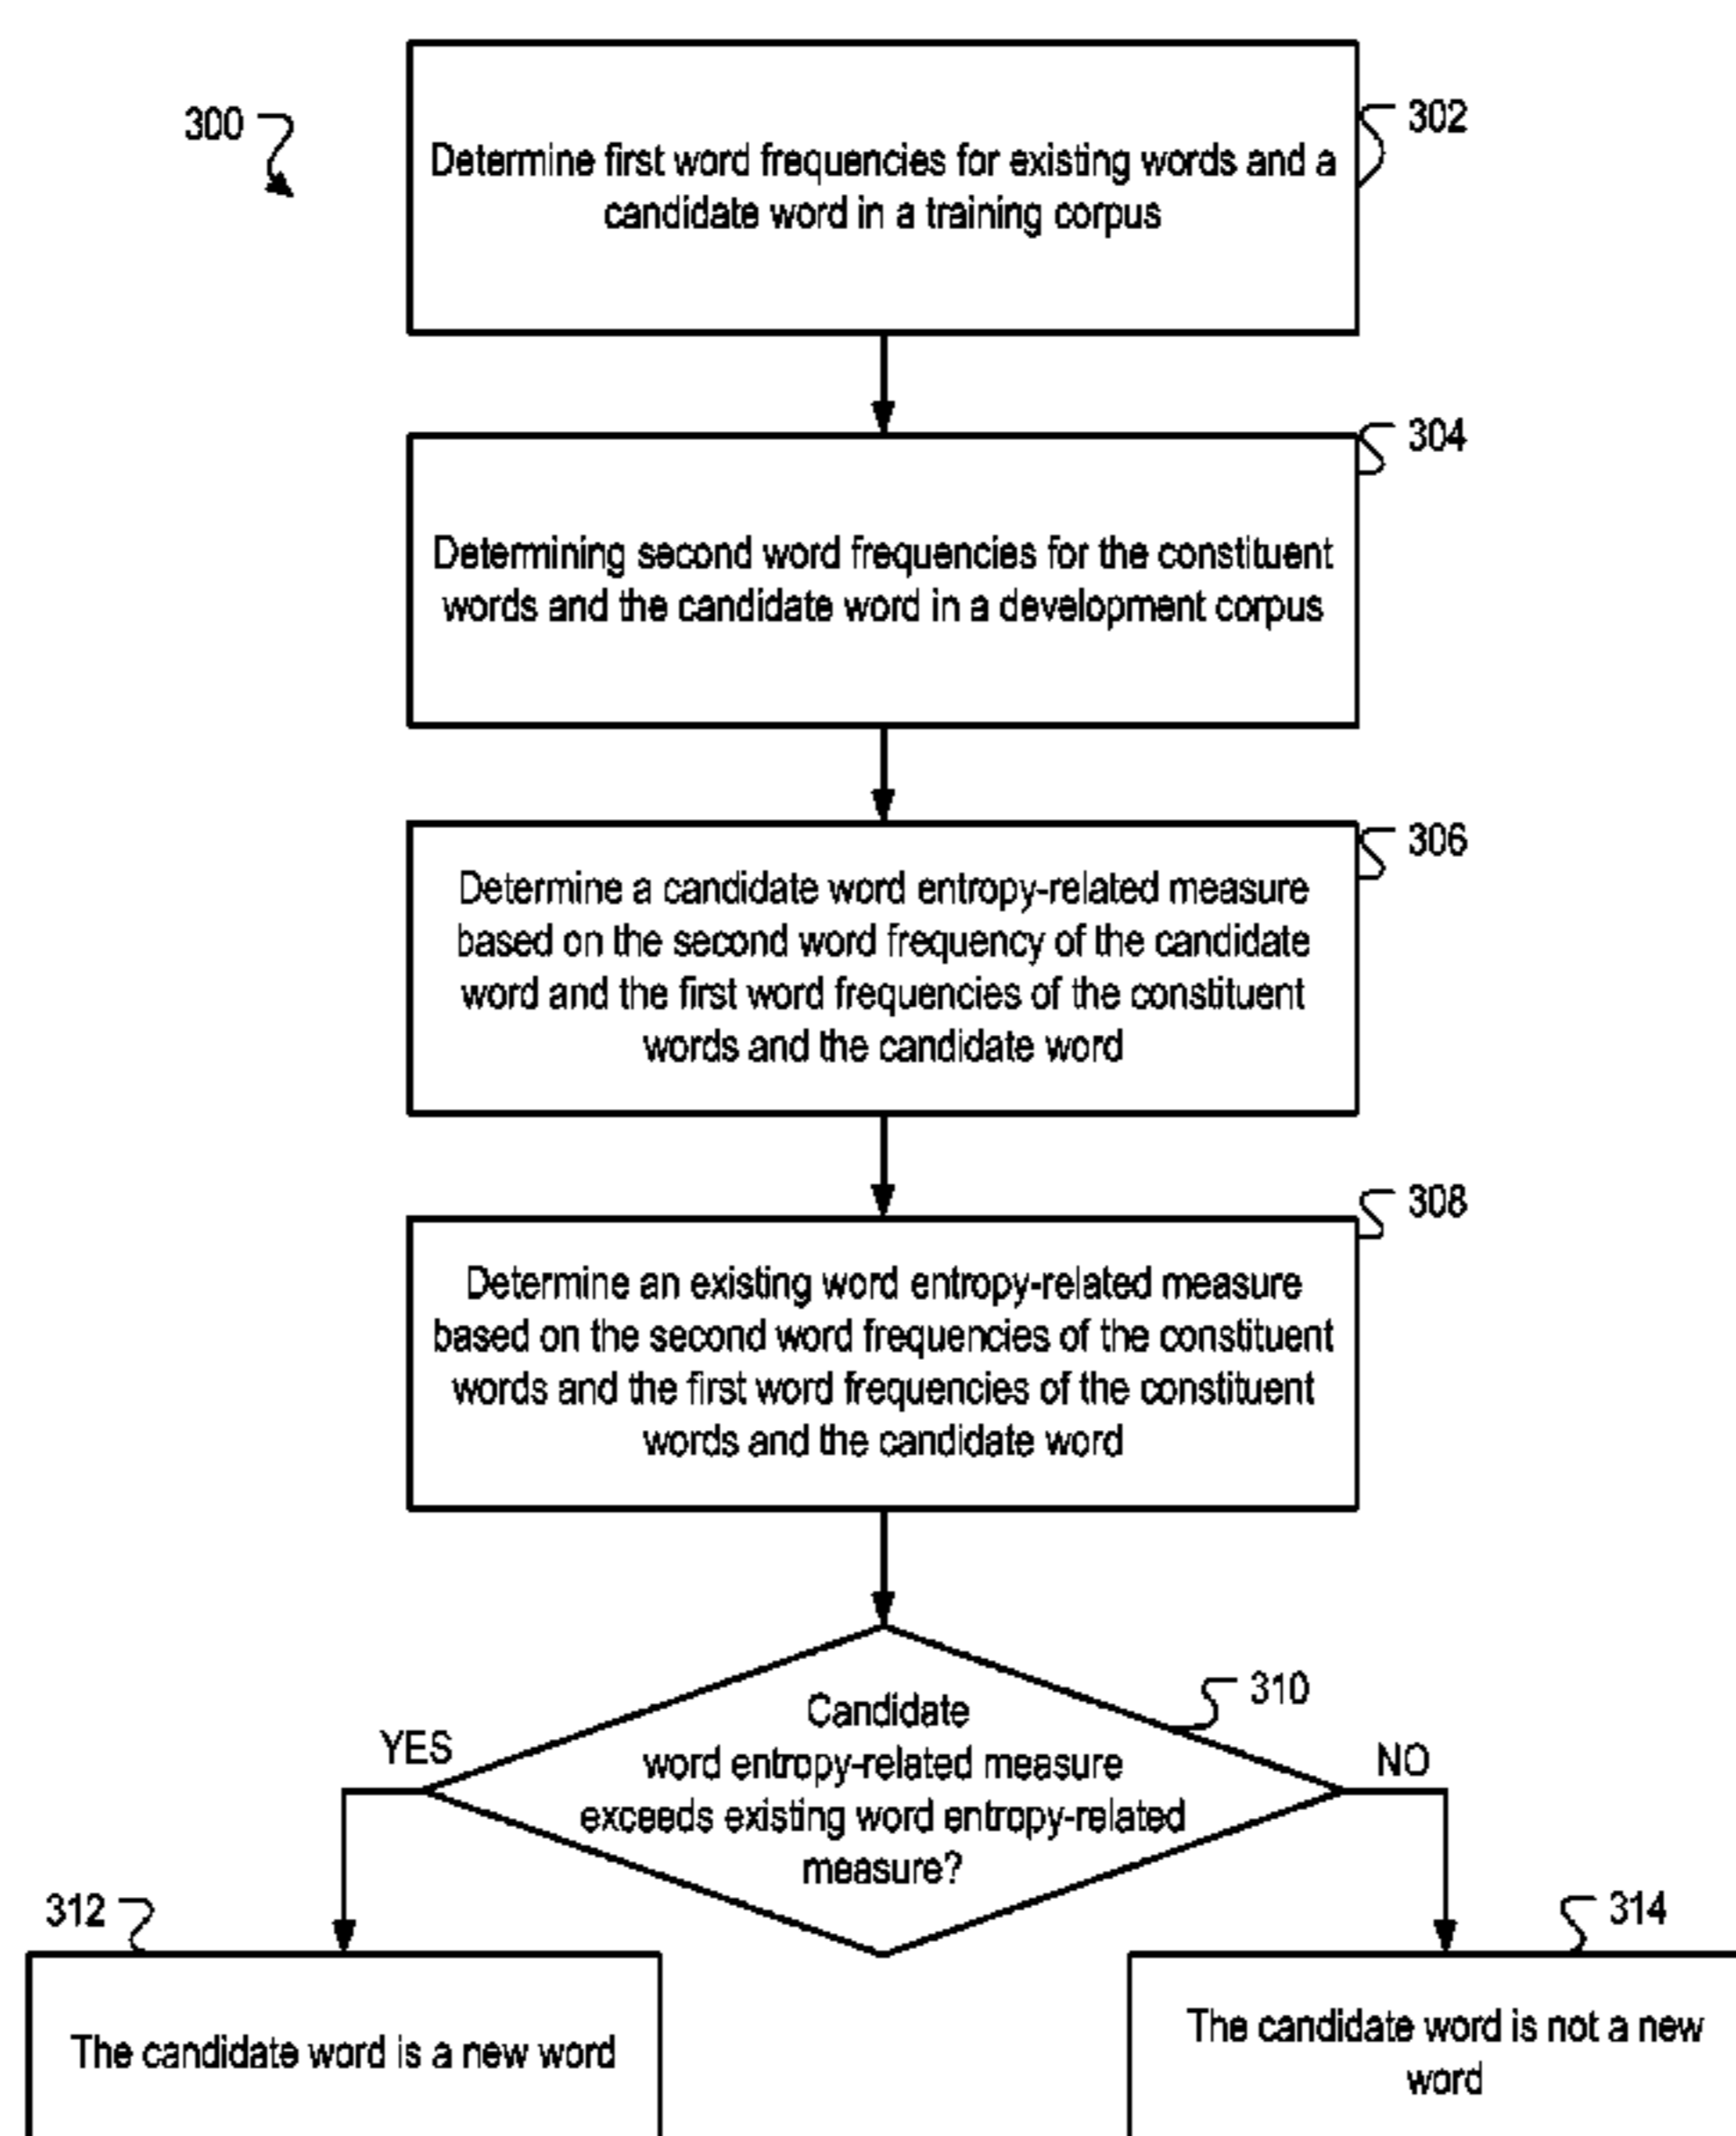 300
302
Determine first word frequencies for existing words and a
candidate word in a training corpus
304
Determining second word frequencies for the constituent
words and the candidate word in a development corpus
306
Determine a candidate word entropy-related measure
based on the second word frequency of the candidate
word and the first word frequencies of the constituent
words and the candidate word
308
Determine an existing word entropy-related measure
based on the second word frequencies of the constituent
words and the first word frequencies of the constituent
words and the candidate word
310
Candidate
word entropy-related measure
exceeds existing word entropy-related
measure?
YES
NO
312
The candidate word is a new word
314
The candidate word is not a new
word